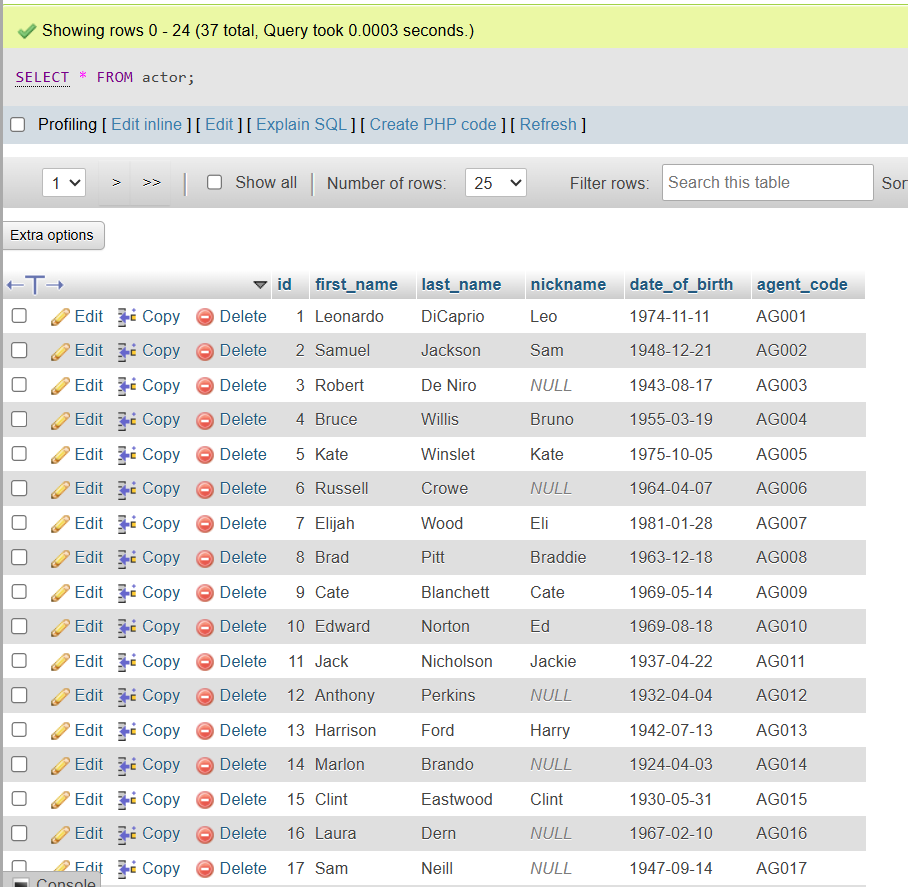 Showing rows 0 - 24 (37 total, Query took 0.0003 seconds.)
SELECT * FROM actor;
Profiling [ Edit inline ] [ Edit ] [ Explain SQL ] [ Create PHP code ] [ Refresh ]
1 > >> Show all Number of rows: 25 Filter rows: Search this table Sor
Extra options
id first_name last_name nickname date_of_birth agent_code
Edit Copy Delete 1 Leonardo DiCaprio Leo 1974-11-11 AG001
Edit Copy Delete 2 Samuel Jackson Sam 1948-12-21 AG002
Edit Copy Delete 3 Robert De Niro NULL 1943-08-17 AG003
Edit Copy Delete 4 Bruce Willis Bruno 1955-03-19 AG004
Edit Copy Delete 5 Kate Winslet Kate 1975-10-05 AG005
Edit Copy Delete 6 Russell Crowe NULL 1964-04-07 AG006
Edit Copy Delete 7 Elijah Wood Eli 1981-01-28 AG007
Edit Copy Delete 8 Brad Pitt Braddie 1963-12-18 AG008
Edit Copy Delete 9 Cate Blanchett Cate 1969-05-14 AG009
Edit Copy Delete 10 Edward Norton Ed 1969-08-18 AG010
Edit Copy Delete 11 Jack Nicholson Jackie 1937-04-22 AG011
Edit Copy Delete 12 Anthony Perkins NULL 1932-04-04 AG012
Edit Copy Delete 13 Harrison Ford Harry 1942-07-13 AG013
Edit Copy Delete 14 Marlon Brando NULL 1924-04-03 AG014
Edit Copy Delete 15 Clint Eastwood Clint 1930-05-31 AG015
Edit Copy Delete 16 Laura Dern NULL 1967-02-10 AG016
Edit Copy Delete 17 Sam Neill NULL 1947-09-14 AG017
Console